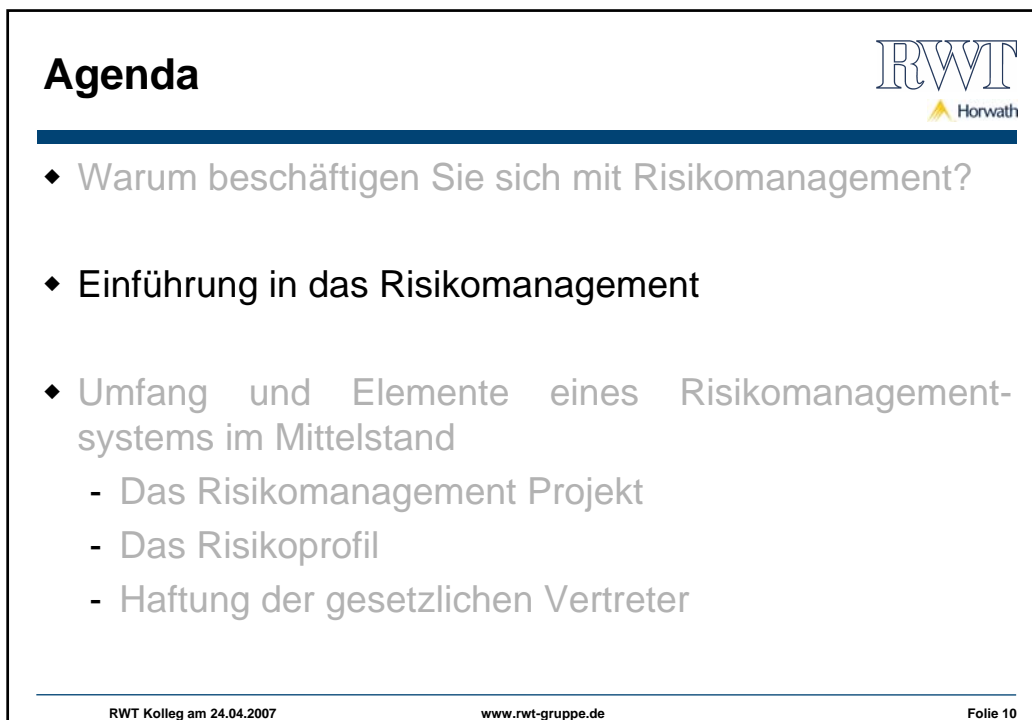 Agenda
RWT
Horwath
◆ Warum beschäftigen Sie sich mit Risikomanagement?
◆ Einführung in das Risikomanagement
◆ Umfang und Elemente eines Risikomanagement-
systems im Mittelstand
- Das Risikomanagement Projekt
- Das Risikoprofil
- Haftung der gesetzlichen Vertreter
RWT Kolleg am 24.04.2007 www.rwt-gruppe.de Folie 10